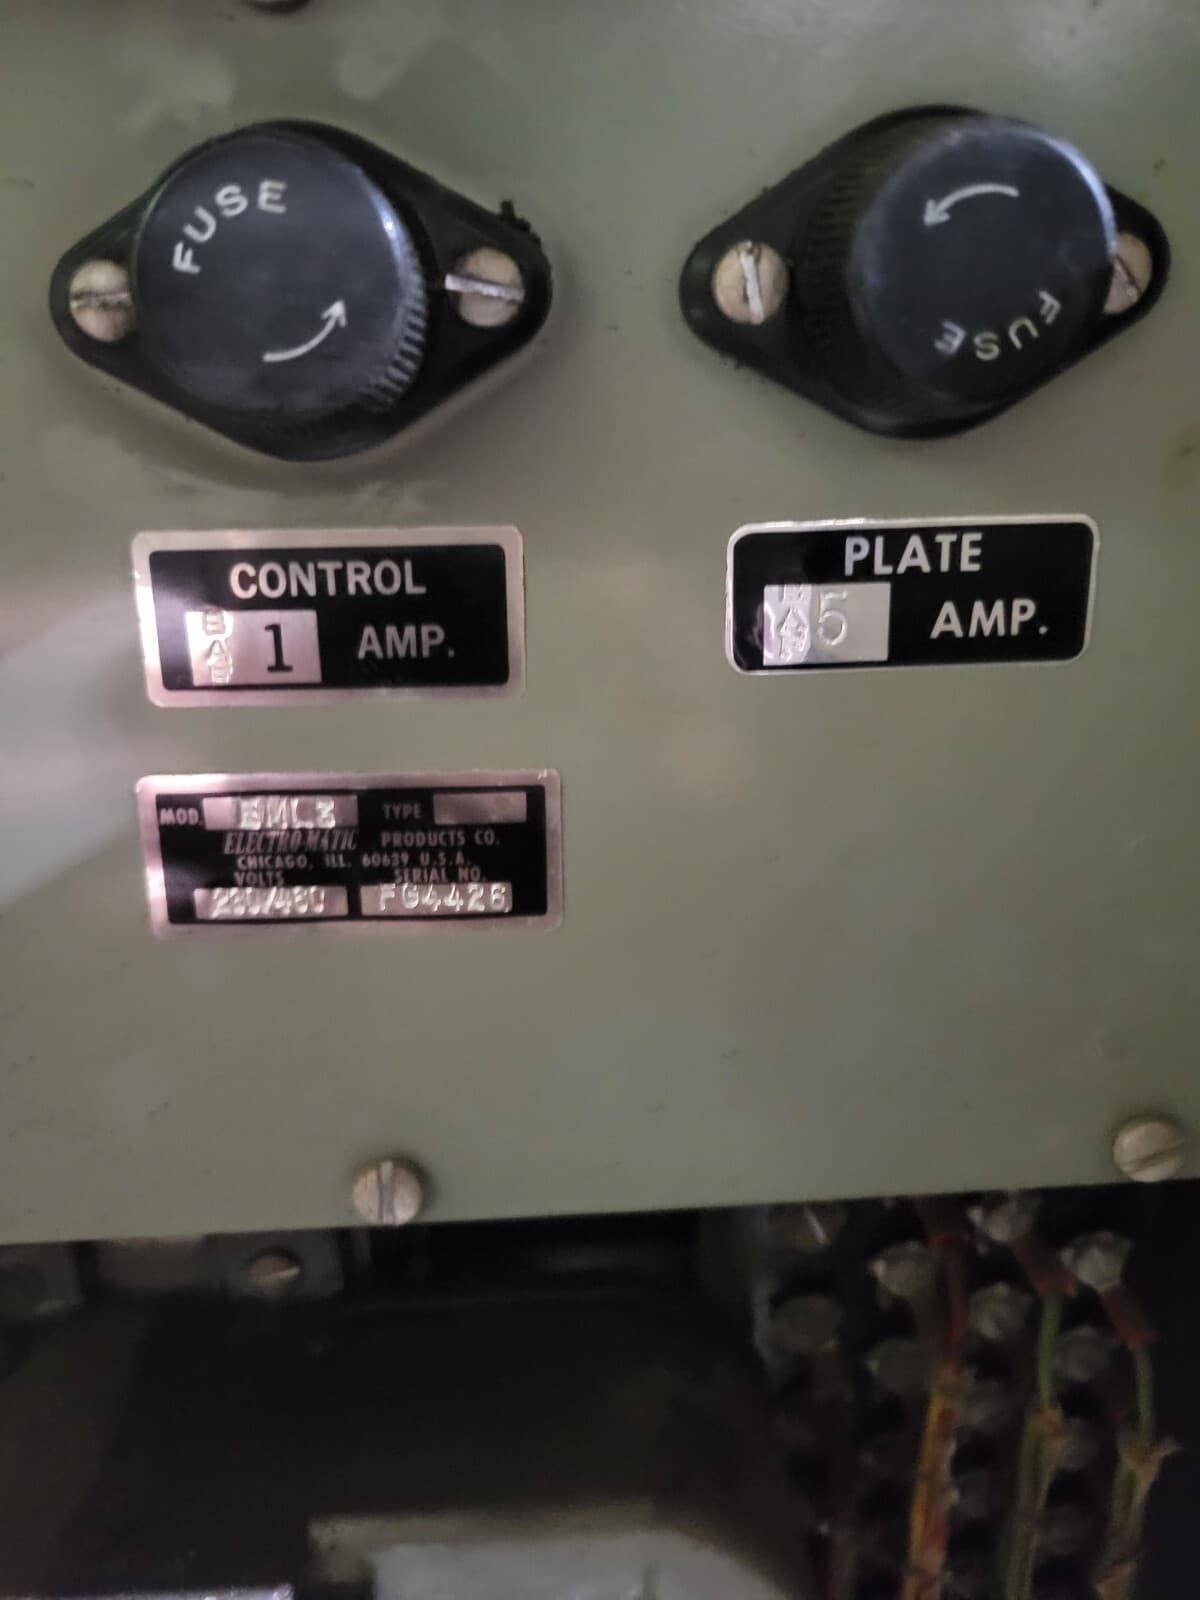 FUSE
FUSE
CONTROL
1 AMP.
PLATE
5 AMP.
MOD. EML3 TYPE
ELECTRO-MATIC PRODUCTS CO.
CHICAGO, ILL. 60639 U.S.A.
VOLTS SERIAL NO.
230/460 FG4426